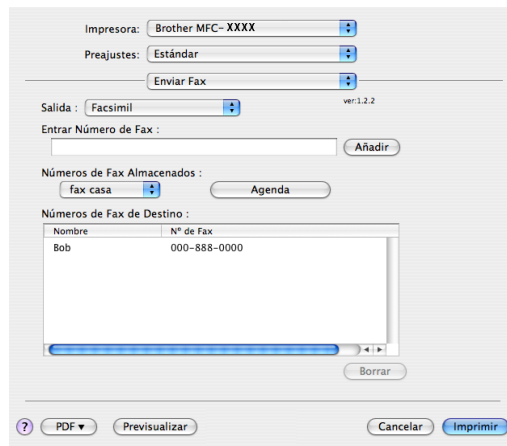 Impresora: Brother MFC-XXXX
Preajustes: Estándar
Enviar Fax
Salida : Facsimil
ver:1.2.2
Entrar Número de Fax :
Añadir
Números de Fax Almacenados :
fax casa Agenda
Números de Fax de Destino :
Nombre Nº de Fax
Bob 000-888-0000
Borrar
? PDF Previsualizar Cancelar Imprimir